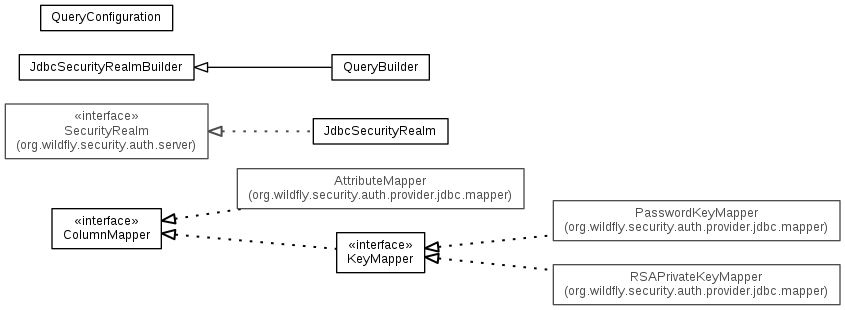 QueryConfiguration
JdbcSecurityRealmBuilder
QueryBuilder
«interface»
SecurityRealm
(org.wildfly.security.auth.server)
JdbcSecurityRealm
AttributeMapper
(org.wildfly.security.auth.provider.jdbc.mapper)
«interface»
ColumnMapper
«interface»
KeyMapper
PasswordKeyMapper
(org.wildfly.security.auth.provider.jdbc.mapper)
RSAPrivateKeyMapper
(org.wildfly.security.auth.provider.jdbc.mapper)